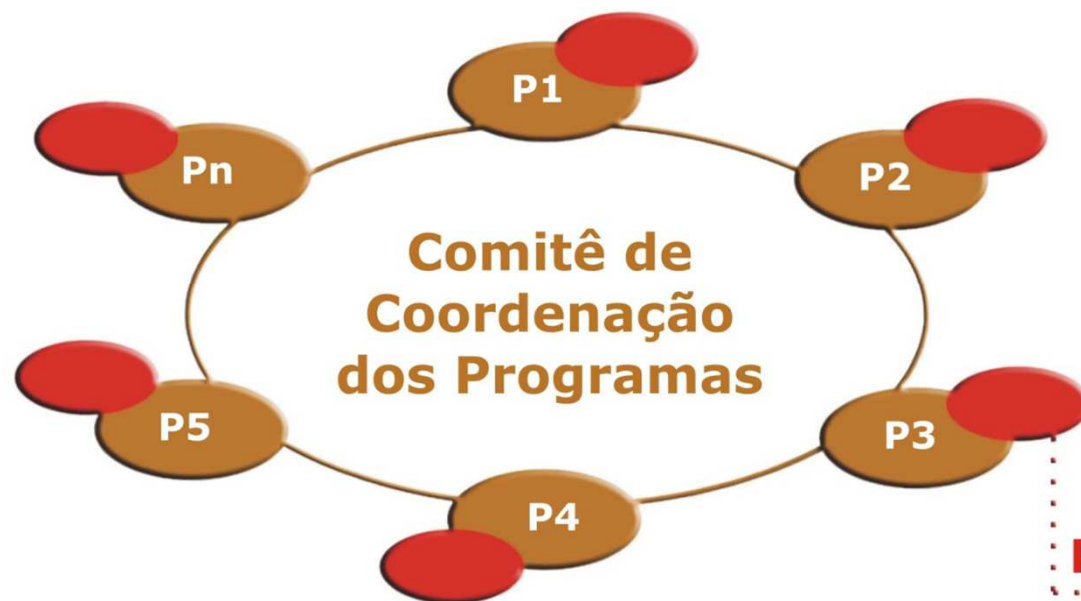 P1
Pn
P2
Comitê de
Coordenação
dos Programas
P5
P3
P4